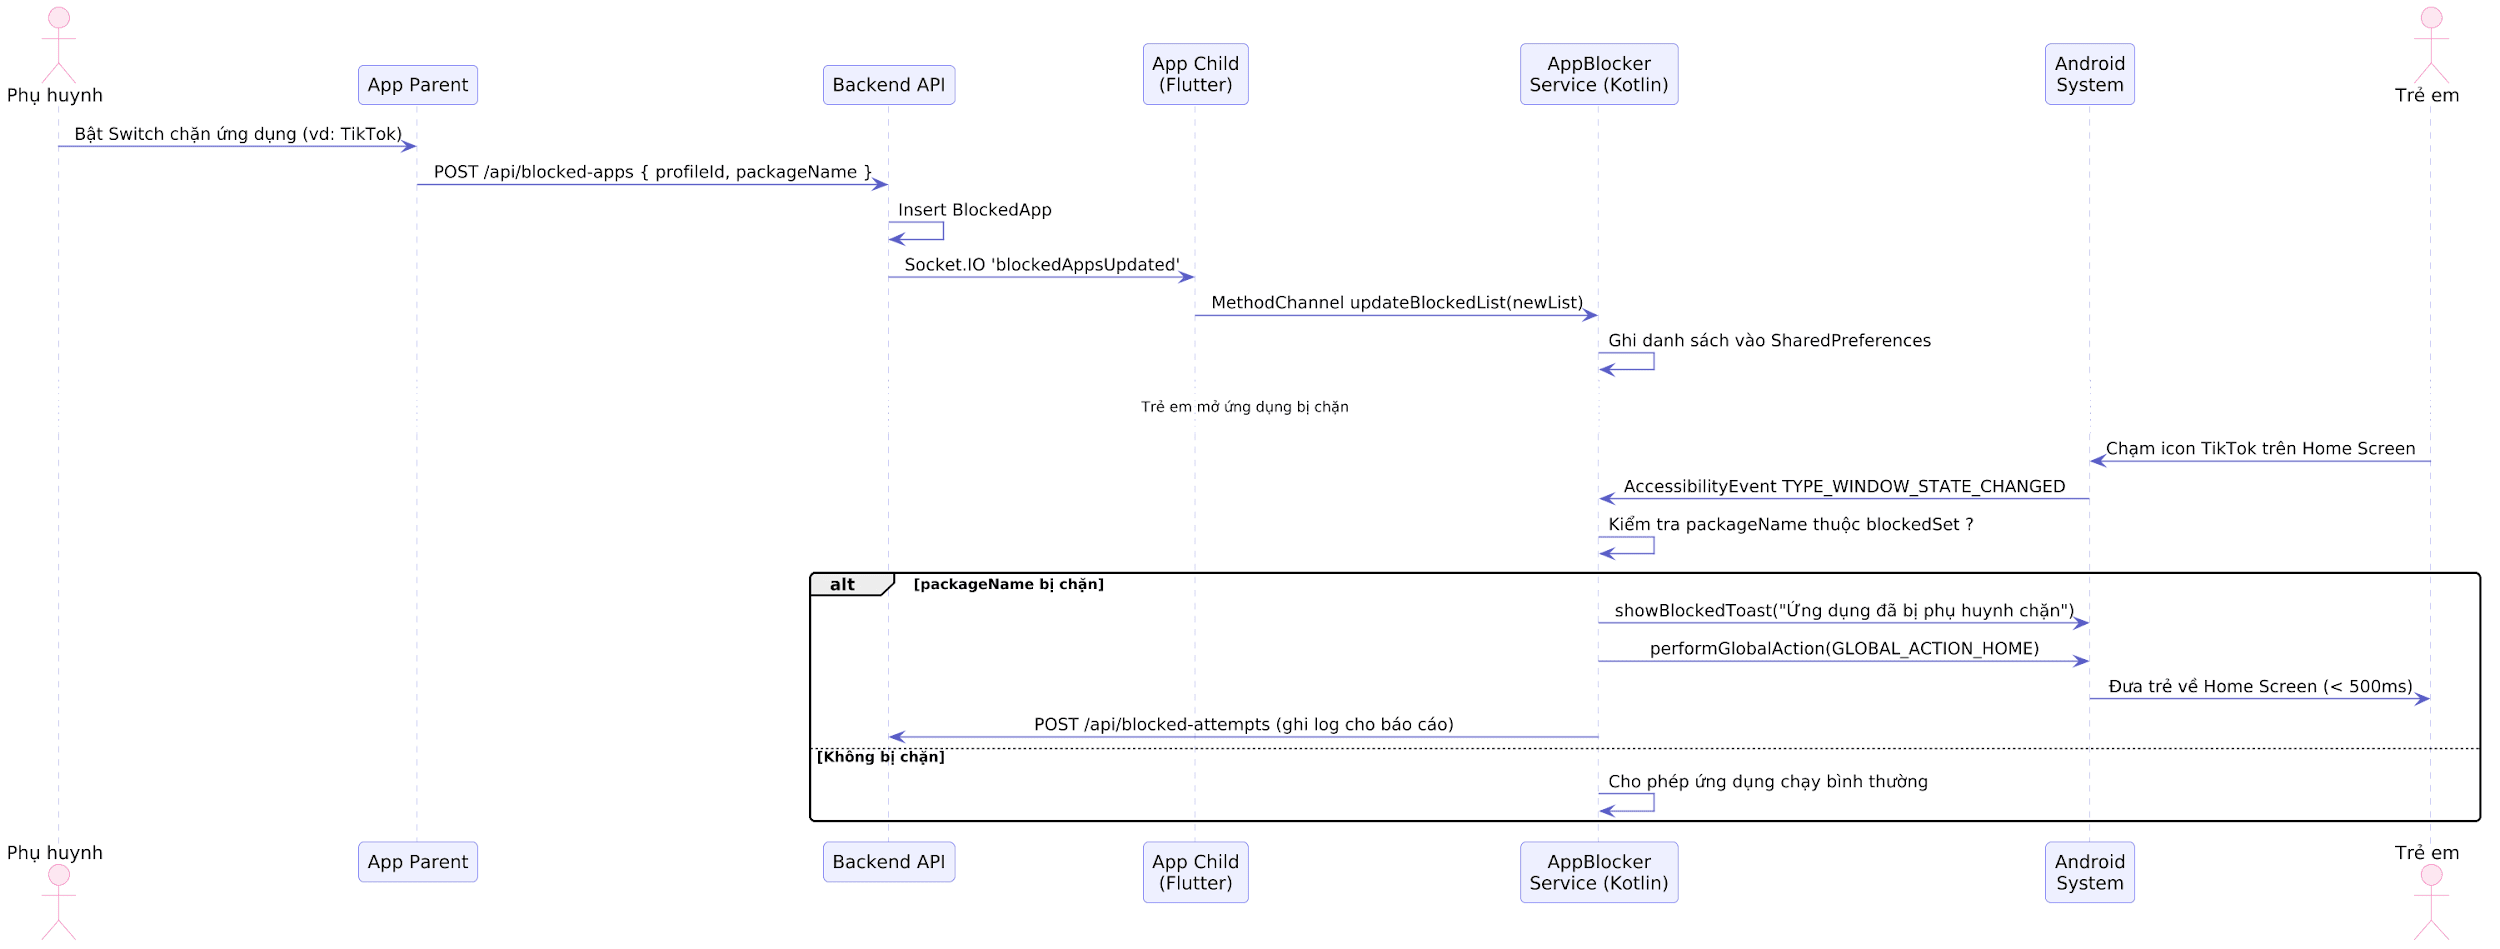 Phụ huynh
App Parent
Backend API
App Child
(Flutter)
AppBlocker
Service (Kotlin)
Android
System
Trẻ em
Bật Switch chặn ứng dụng (vd: TikTok)
POST /api/blocked-apps { profileId, packageName }
Insert BlockedApp
Socket.IO 'blockedAppsUpdated'
MethodChannel updateBlockedList(newList)
Ghi danh sách vào SharedPreferences
Trẻ em mở ứng dụng bị chặn
Chạm icon TikTok trên Home Screen
AccessibilityEvent TYPE_WINDOW_STATE_CHANGED
Kiểm tra packageName thuộc blockedSet ?
alt [packageName bị chặn]
showBlockedToast("Ứng dụng đã bị phụ huynh chặn")
performGlobalAction(GLOBAL_ACTION_HOME)
Đưa trẻ về Home Screen (< 500ms)
POST /api/blocked-attempts (ghi log cho báo cáo)
[Không bị chặn]
Cho phép ứng dụng chạy bình thường
Phụ huynh
App Parent
Backend API
App Child
(Flutter)
AppBlocker
Service (Kotlin)
Android
System
Trẻ em